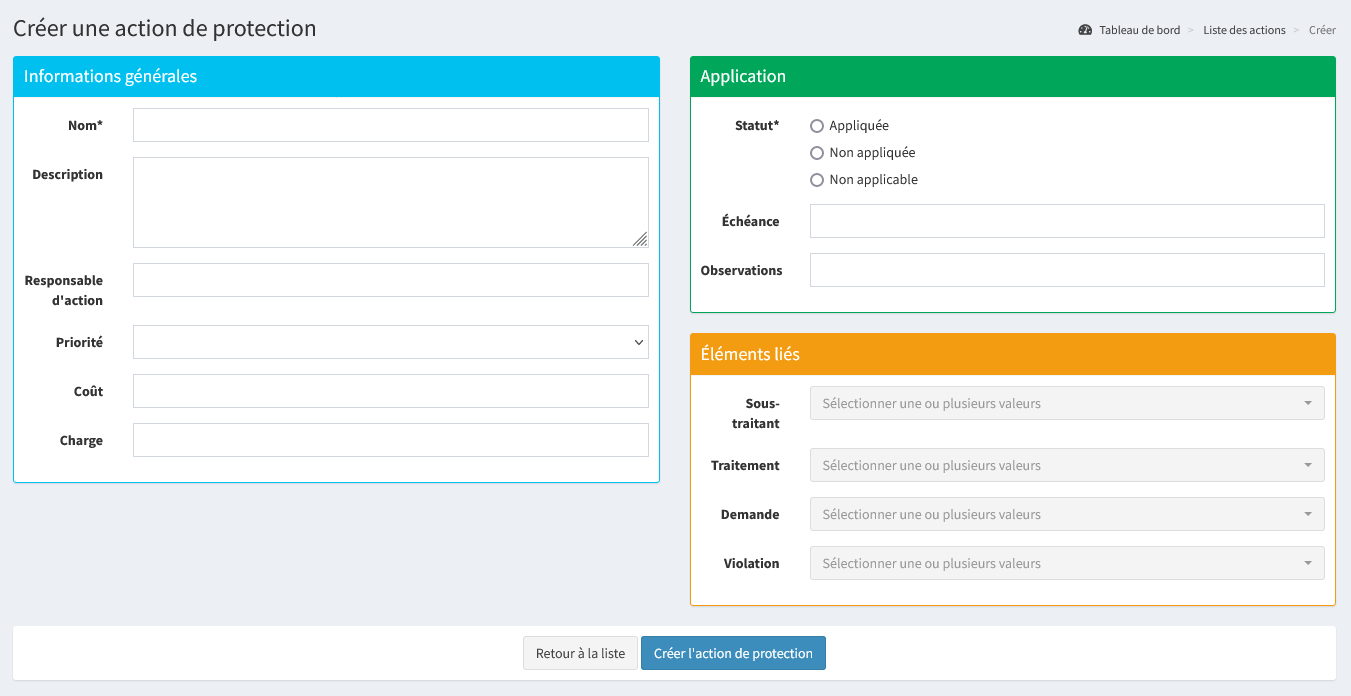 Créer une action de protection
Tableau de bord > Liste des actions > Créer
Informations générales
Nom*
Description
Responsable
d'action
Priorité
Coût
Charge
Application
Statut*
Appliquée
Non appliquée
Non applicable
Échéance
Observations
Éléments liés
Sous-
traitant
Sélectionner une ou plusieurs valeurs
Traitement
Sélectionner une ou plusieurs valeurs
Demande
Sélectionner une ou plusieurs valeurs
Violation
Sélectionner une ou plusieurs valeurs
Retour à la liste
Créer l'action de protection